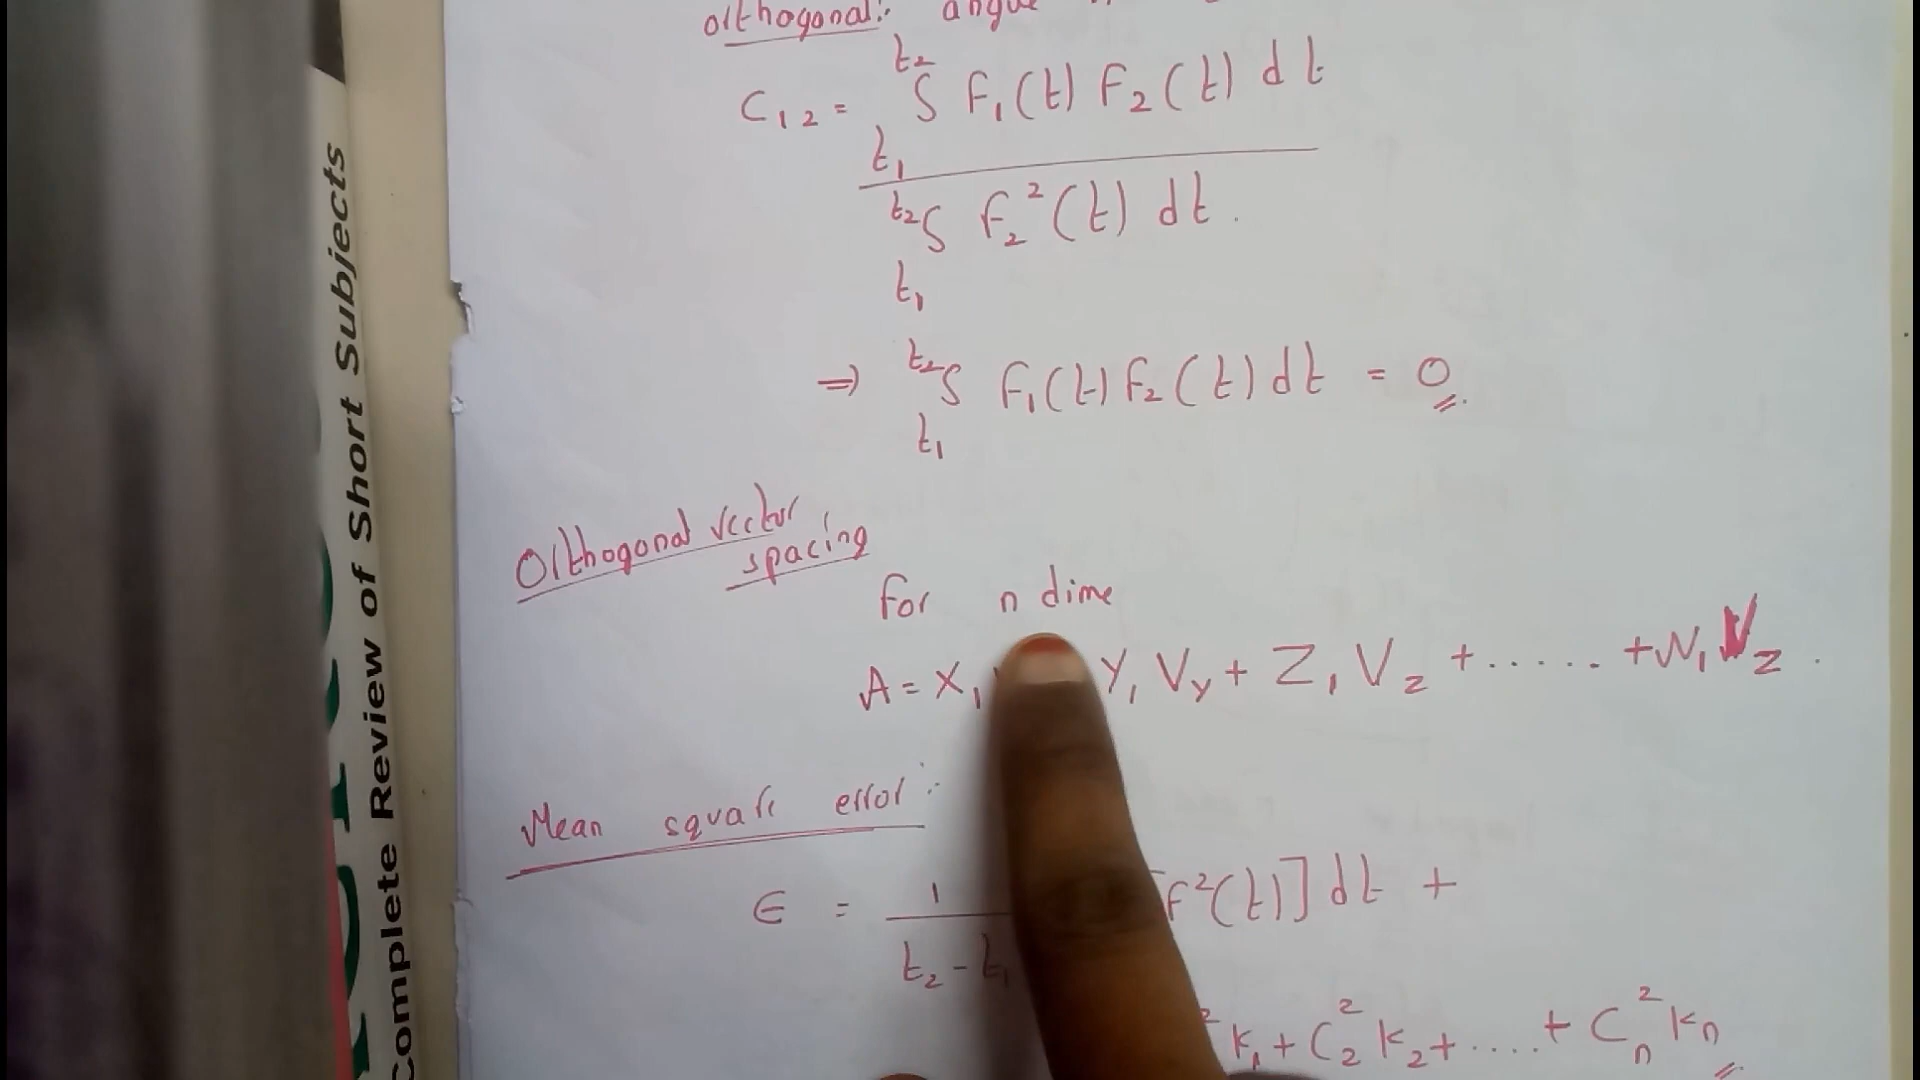 orthogonal:
C12 = t2 ∫ t1 F1(t) F2(t) dt
t2 ∫ t1 F2²(t) dt.
⇒ t2 ∫ t1 F1(t) F2(t) dt = 0
Orthogonal vector
spacing
For n dime
A = X1 Y1 Vy + Z1 Vz + ...... + N1 Vz.
Mean square error:
∈ = 1 / t2 - t1 F²(t)] dt +
K1 + C2² K2 + .... + Cn² Kn
Complete Review of Short Subjects